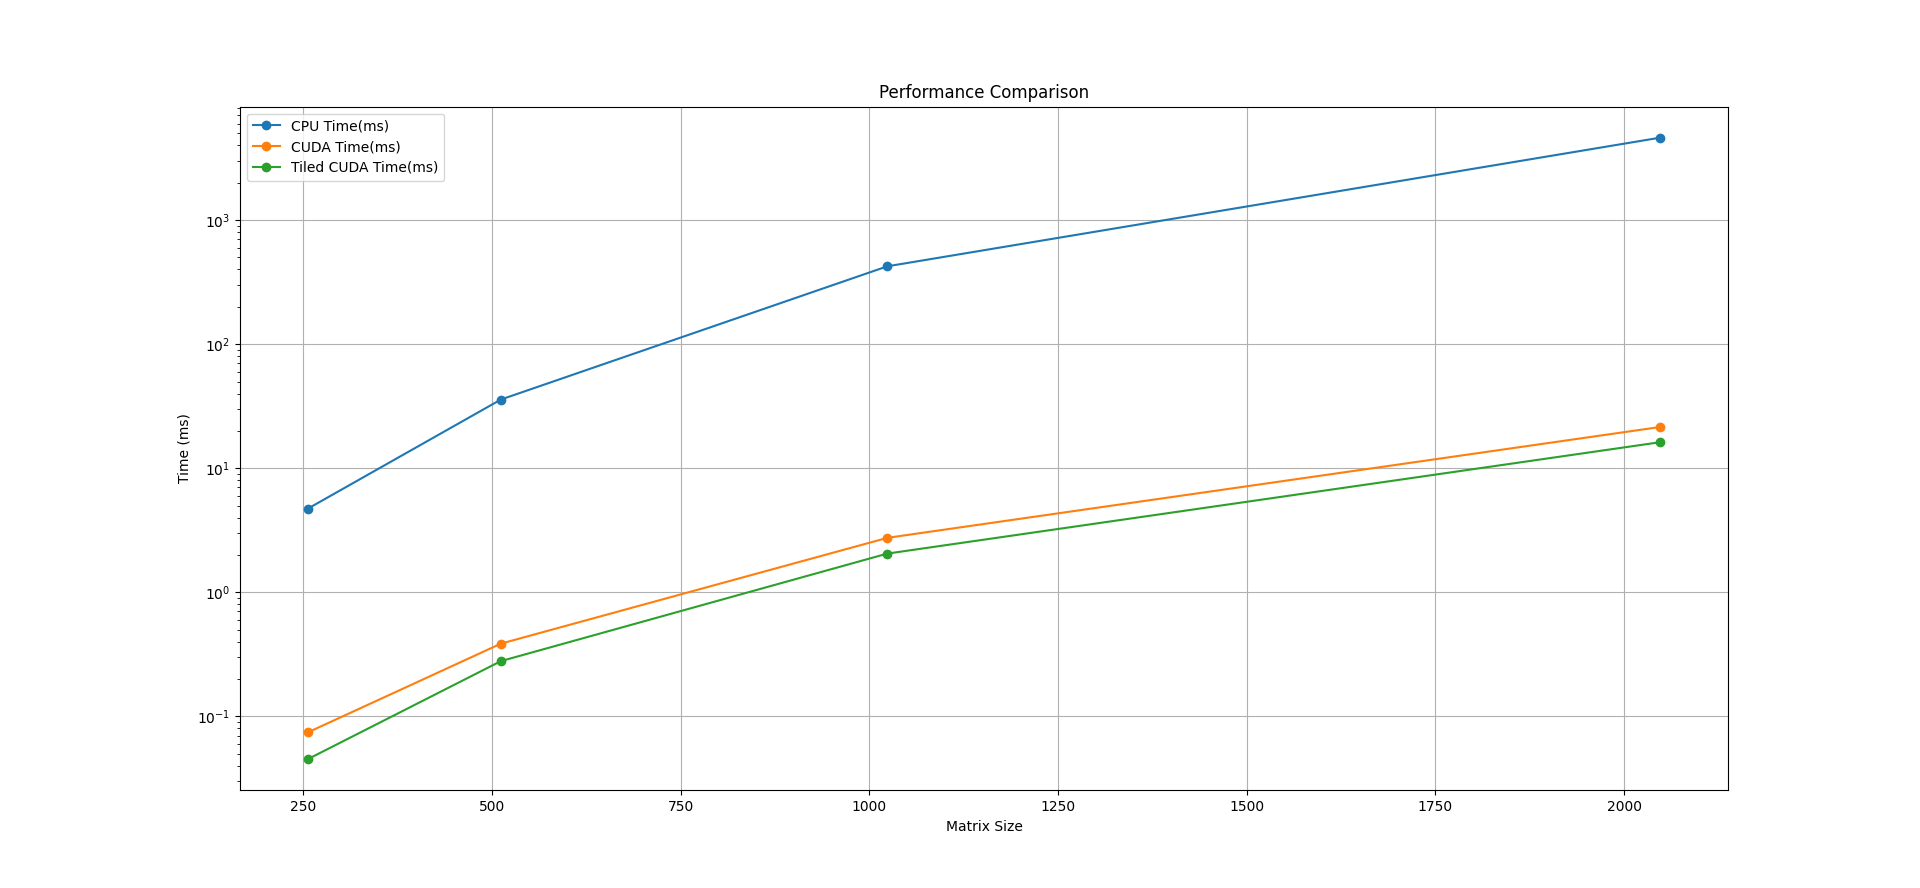 Performance Comparison
CPU Time(ms)
CUDA Time(ms)
Tiled CUDA Time(ms)
Time (ms)
10³
10²
10¹
10⁰
10⁻¹
250 500 750 1000 1250 1500 1750 2000
Matrix Size